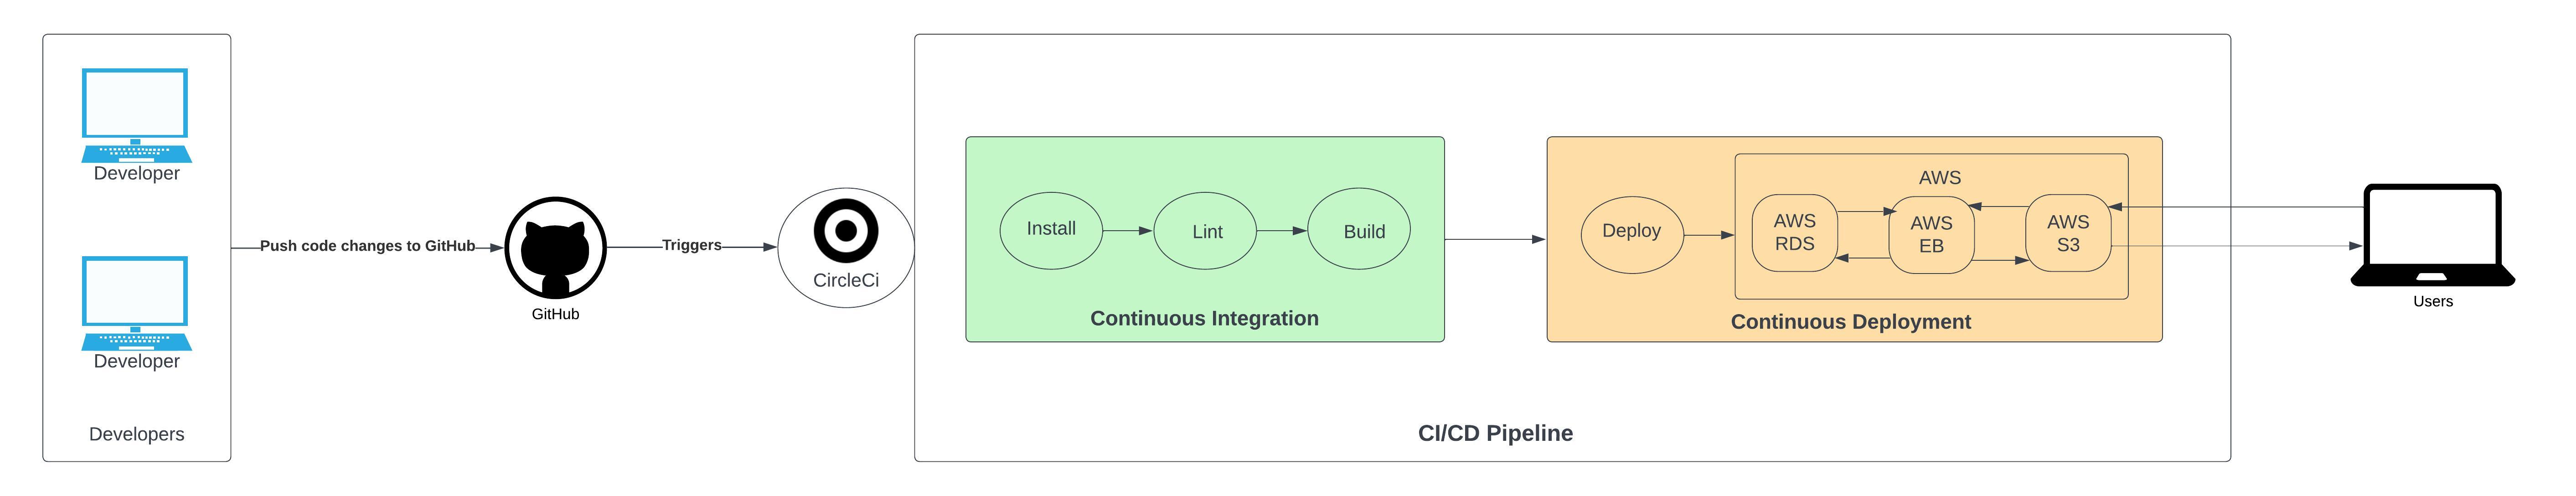 Developer
Developer
Developers
Push code changes to GitHub
GitHub
Triggers
CircleCi
Install
Lint
Build
Continuous Integration
Deploy
AWS
AWS
RDS
AWS
EB
AWS
S3
Continuous Deployment
CI/CD Pipeline
Users